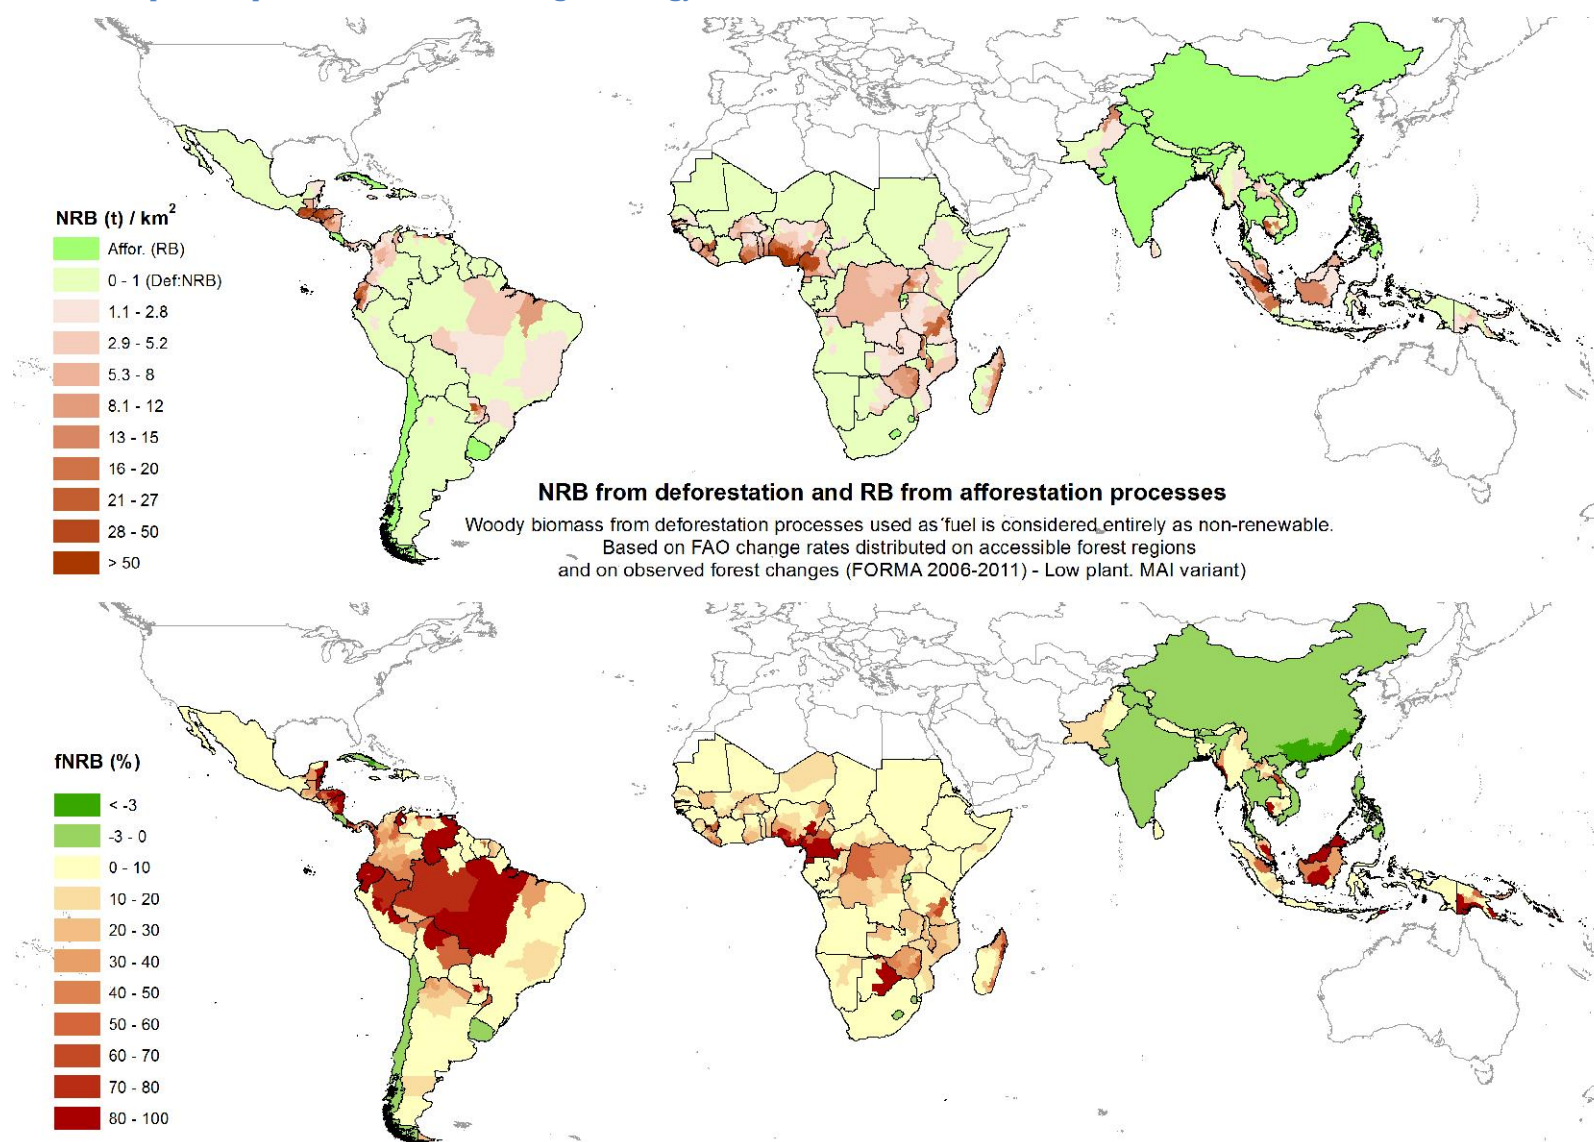 NRB (t) / km²
Affor. (RB)
0 - 1 (Def:NRB)
1.1 - 2.8
2.9 - 5.2
5.3 - 8
8.1 - 12
13 - 15
16 - 20
21 - 27
28 - 50
> 50
NRB from deforestation and RB from afforestation processes
Woody biomass from deforestation processes used as fuel is considered entirely as non-renewable.
Based on FAO change rates distributed on accessible forest regions
and on observed forest changes (FORMA 2006-2011) - Low plant. MAI variant)
fNRB (%)
< -3
-3 - 0
0 - 10
10 - 20
20 - 30
30 - 40
40 - 50
50 - 60
60 - 70
70 - 80
80 - 100